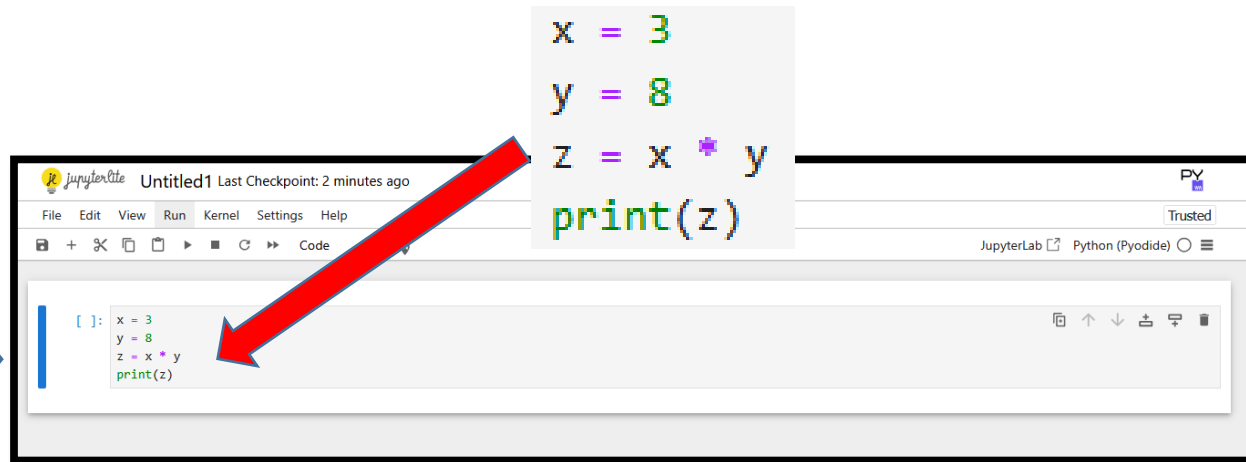 x = 3
y = 8
z = x * y
print(z)
jupyterlite Untitled1 Last Checkpoint: 2 minutes ago
PY
File Edit View Run Kernel Settings Help
Trusted
Code
JupyterLab Python (Pyodide)
[ ]: x = 3
y = 8
z = x * y
print(z)